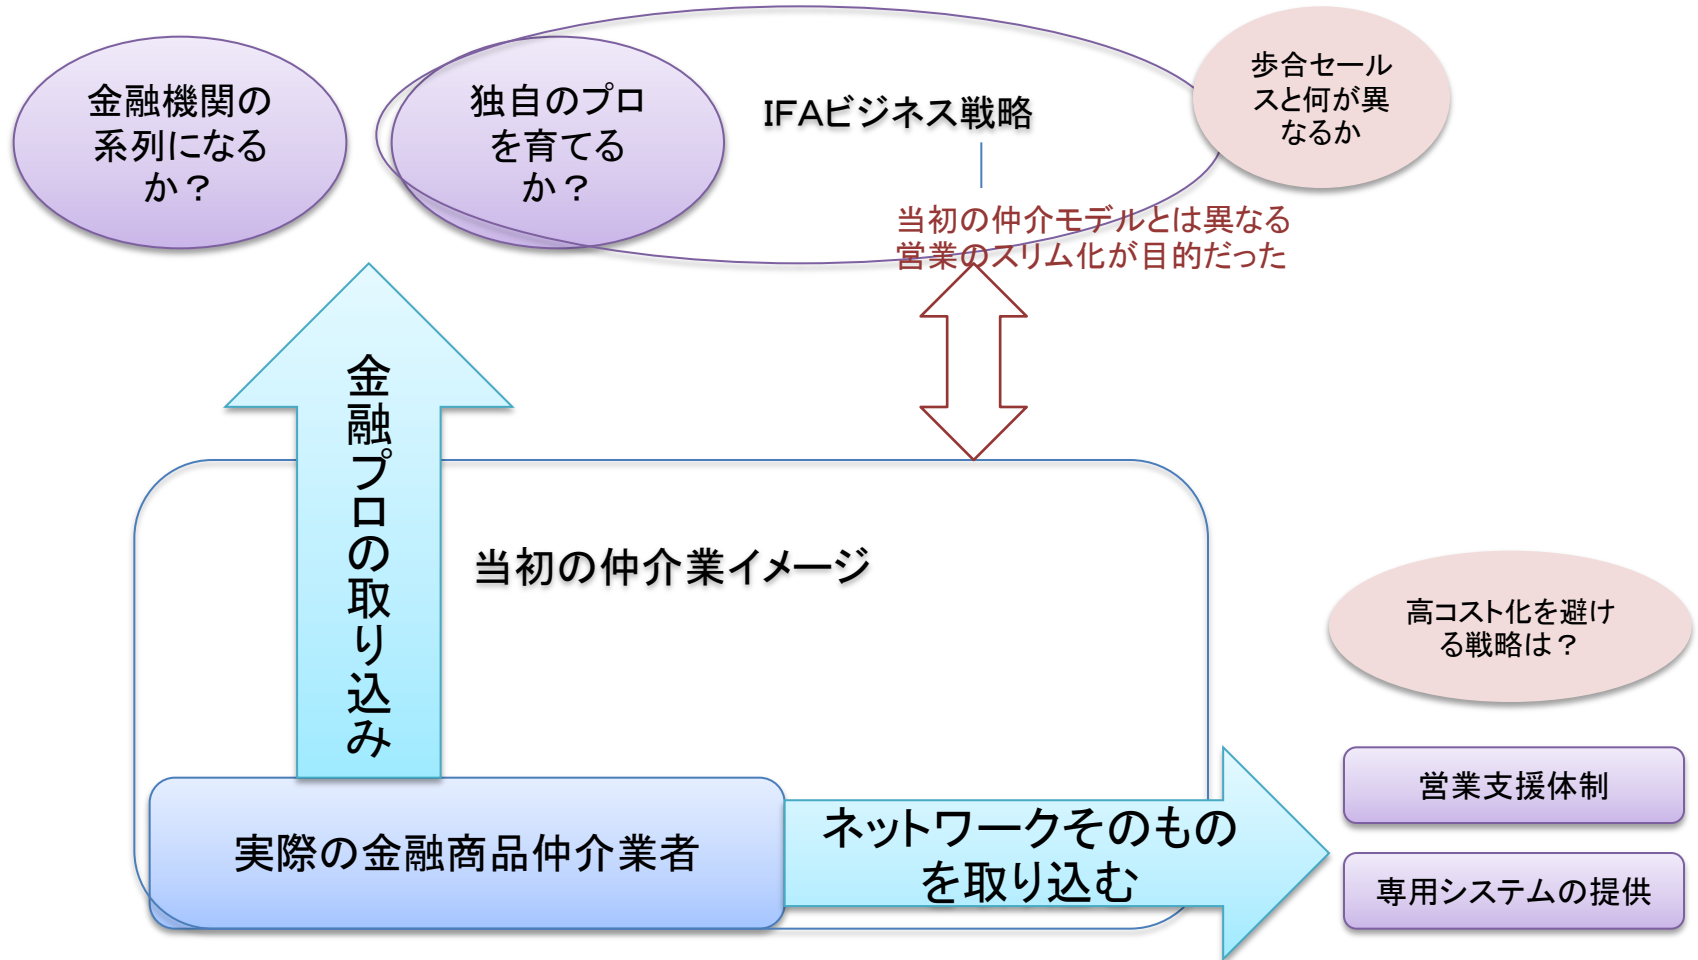 金融機関の
系列になる
か？
独自のプロ
を育てる
か？
IFAビジネス戦略
歩合セール
スと何が異
なるか
当初の仲介モデルとは異なる
営業のスリム化が目的だった
金融プロの取り込み
当初の仲介業イメージ
高コスト化を避け
る戦略は？
実際の金融商品仲介業者
ネットワークそのもの
を取り込む
営業支援体制
専用システムの提供